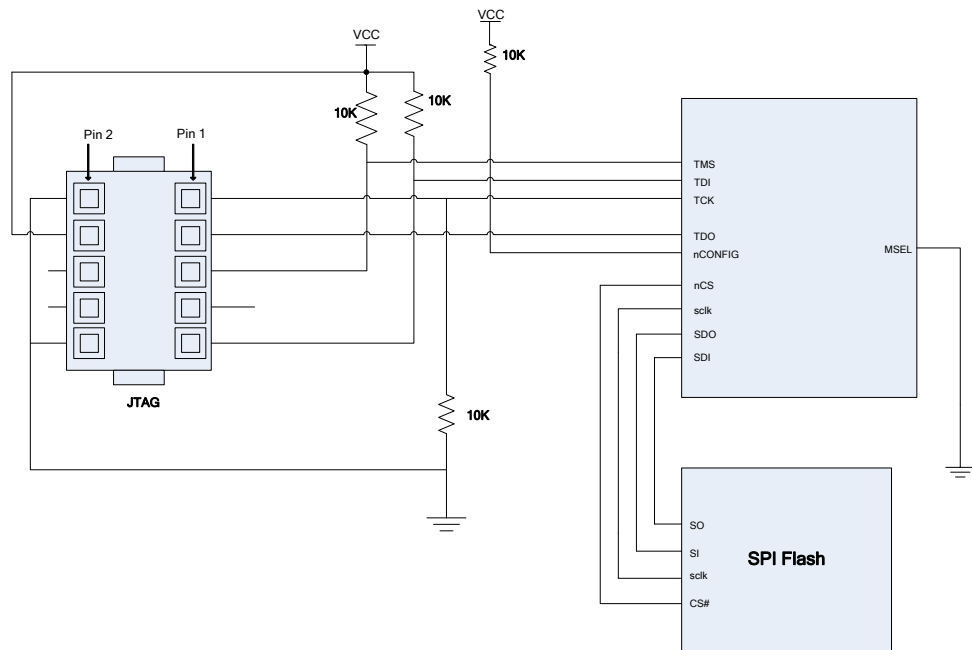 VCC
VCC
10K
10K
10K
Pin 2
Pin 1
TMS
TDI
TCK
TDO
nCONFIG
MSEL
nCS
sclk
SDO
SDI
JTAG
10K
SO
SI
SPI Flash
sclk
CS#